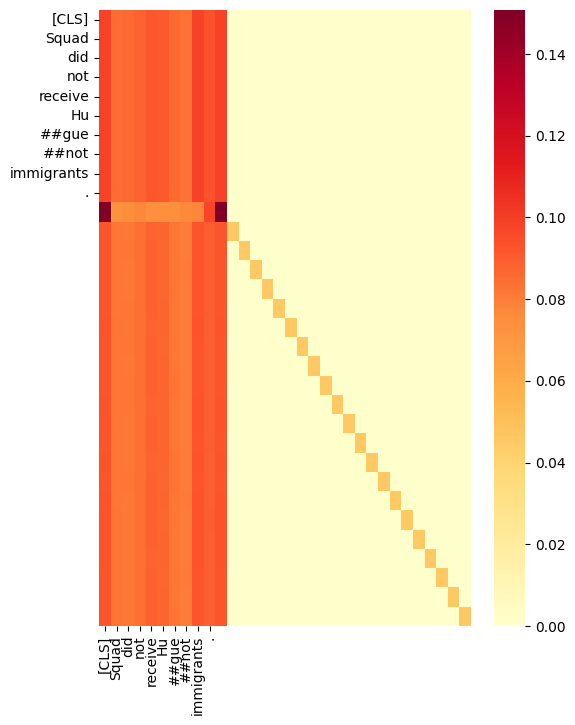 [CLS]
Squad
did
not
receive
Hu
##gue
##not
immigrants
.
0.14
0.12
0.10
0.08
0.06
0.04
0.02
0.00
[CLS]
Squad
did
not
receive
Hu
##gue
##not
immigrants
.